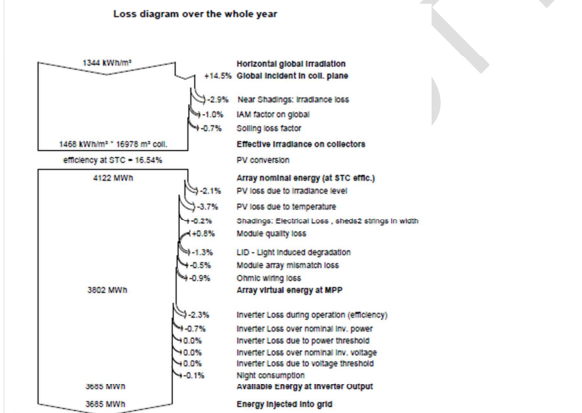 Loss diagram over the whole year
1344 kWh/m² Horizontal global irradiation
+14.5% Global incident in coll. plane
-2.9% Near Shadings: irradiance loss
-1.0% IAM factor on global
-0.7% Soiling loss factor
1468 kWh/m² * 16978 m² coll. Effective irradiance on collectors
efficiency at STC = 16.54% PV conversion
4122 MWh Array nominal energy (at STC effic.)
-2.1% PV loss due to irradiance level
-3.7% PV loss due to temperature
-0.2% Shadings: Electrical Loss , sheds2 strings in width
+0.8% Module quality loss
-1.3% LID - Light induced degradation
-0.5% Module array mismatch loss
-0.9% Ohmic wiring loss
3802 MWh Array virtual energy at MPP
-2.3% Inverter Loss during operation (efficiency)
-0.7% Inverter Loss over nominal inv. power
+0.0% Inverter Loss due to power threshold
+0.0% Inverter Loss over nominal inv. voltage
+0.0% Inverter Loss due to voltage threshold
-0.1% Night consumption
3685 MWh Available Energy at Inverter Output
3685 MWh Energy injected into grid